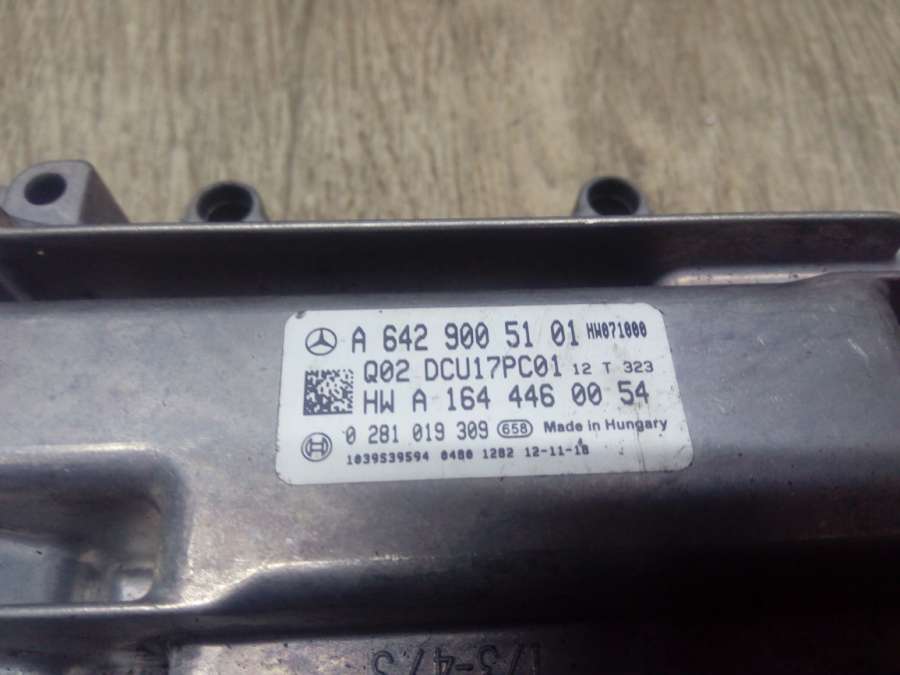 A 642 900 51 01 HW071000
Q02 DCU17PC01 12 T 323
HW A 164 446 00 54
0 281 019 309 658 Made in Hungary
1039S39594 0480 1282 12-11-18